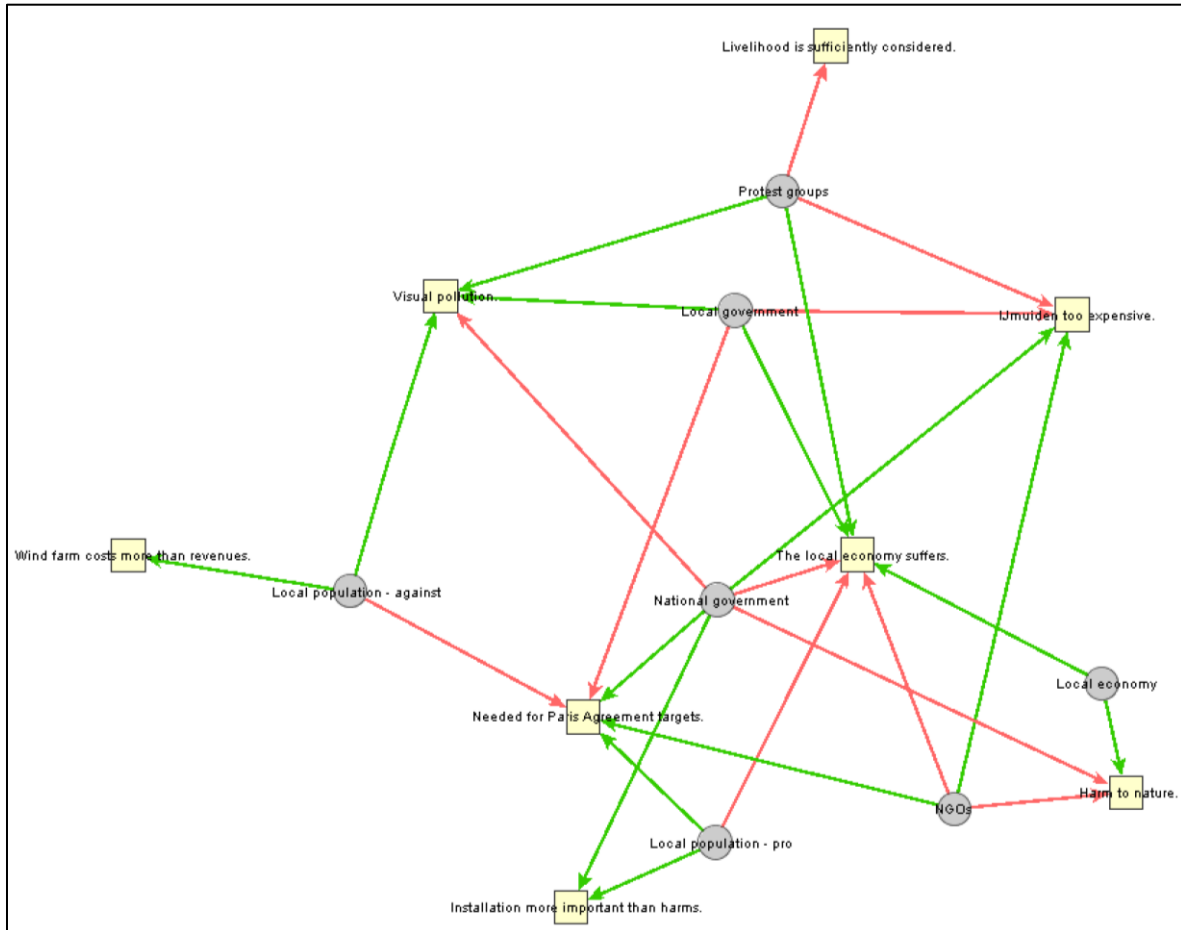 Livelihood is sufficiently considered.
Protest groups
Visual pollution.
Local government
IJmuiden too expensive.
Wind farm costs more than revenues.
The local economy suffers.
Local population - against
National government
Local economy
Needed for Paris Agreement targets.
Harm to nature.
NGOs
Local population - pro
Installation more important than harms.